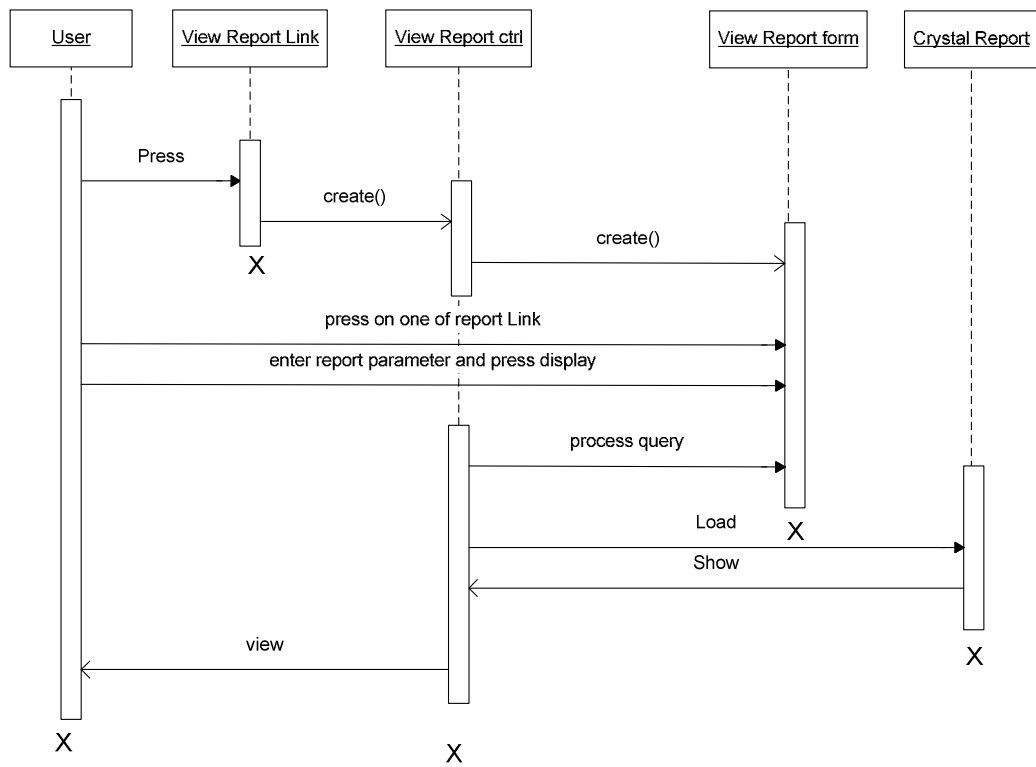 User
View Report Link
View Report ctrl
View Report form
Crystal Report
Press
create()
create()
X
press on one of report Link
enter report parameter and press display
process query
Load
X
Show
view
X
X
X